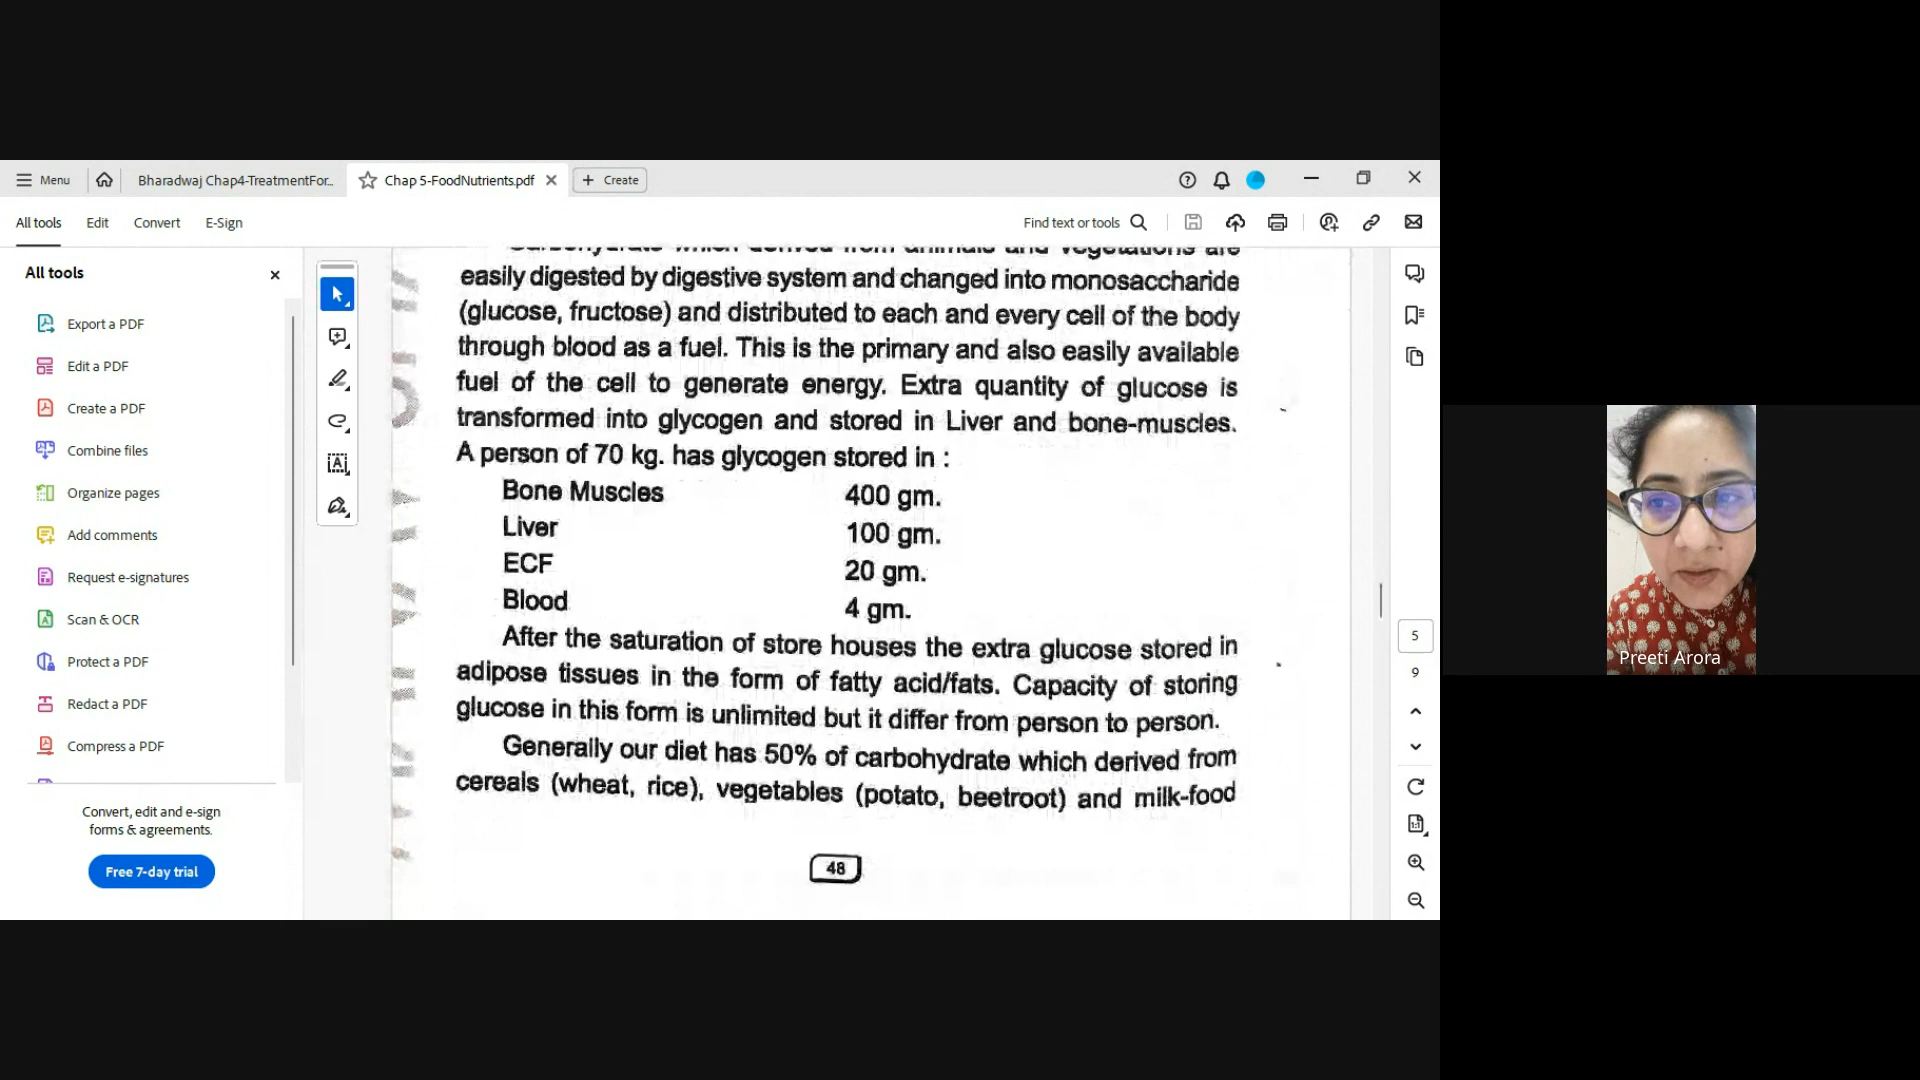 Menu
Bharadwaj Chap4-TreatmentFor...
Chap 5-FoodNutrients.pdf
Create
All tools
Edit
Convert
E-Sign
Find text or tools
All tools
Export a PDF
Edit a PDF
Create a PDF
Combine files
Organize pages
Add comments
Request e-signatures
Scan & OCR
Protect a PDF
Redact a PDF
Compress a PDF
Convert, edit and e-sign
forms & agreements.
Free 7-day trial
Carbohydrate which derived from animals and vegetations are
easily digested by digestive system and changed into monosaccharide
(glucose, fructose) and distributed to each and every cell of the body
through blood as a fuel. This is the primary and also easily available
fuel of the cell to generate energy. Extra quantity of glucose is
transformed into glycogen and stored in Liver and bone-muscles.
A person of 70 kg. has glycogen stored in :
Bone Muscles 400 gm.
Liver 100 gm.
ECF 20 gm.
Blood 4 gm.
After the saturation of store houses the extra glucose stored in
adipose tissues in the form of fatty acid/fats. Capacity of storing
glucose in this form is unlimited but it differ from person to person.
Generally our diet has 50% of carbohydrate which derived from
cereals (wheat, rice), vegetables (potato, beetroot) and milk-food
48
5
9
Preeti Arora